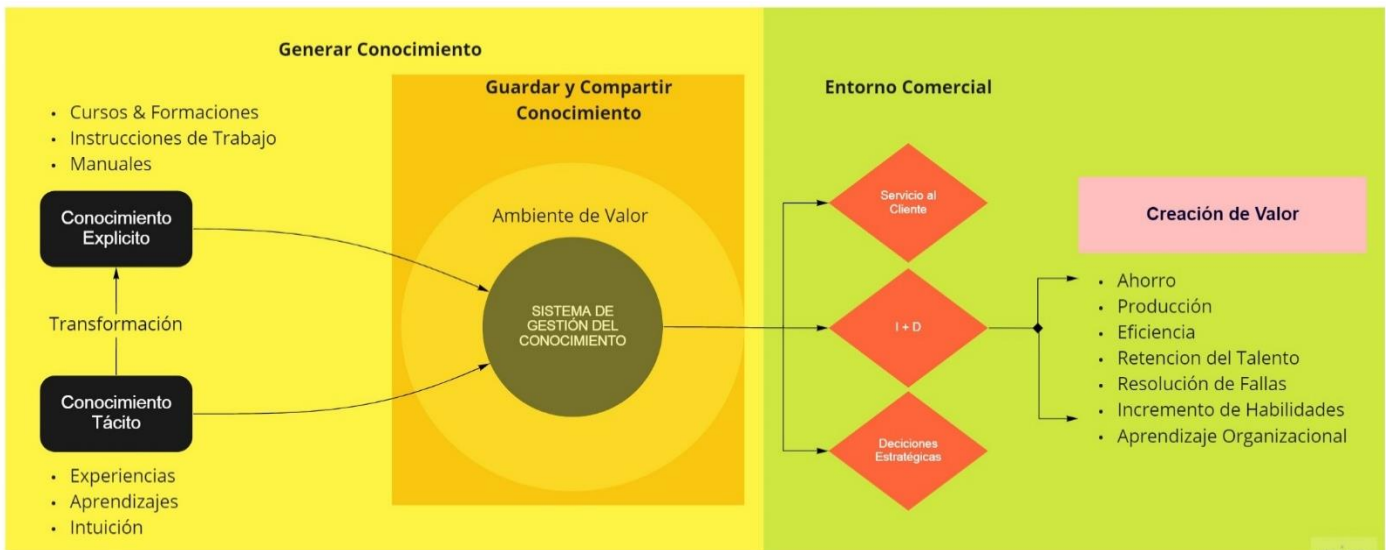 Generar Conocimiento
Guardar y Compartir
Conocimiento
Entorno Comercial
• Cursos & Formaciones
• Instrucciones de Trabajo
• Manuales
Conocimiento
Explicito
Transformación
Conocimiento
Tácito
• Experiencias
• Aprendizajes
• Intuición
Ambiente de Valor
SISTEMA DE
GESTIÓN DEL
CONOCIMIENTO
Servicio al
Cliente
I + D
Deciciones
Estratégicas
Creación de Valor
• Ahorro
• Producción
• Eficiencia
• Retencion del Talento
• Resolución de Fallas
• Incremento de Habilidades
• Aprendizaje Organizacional